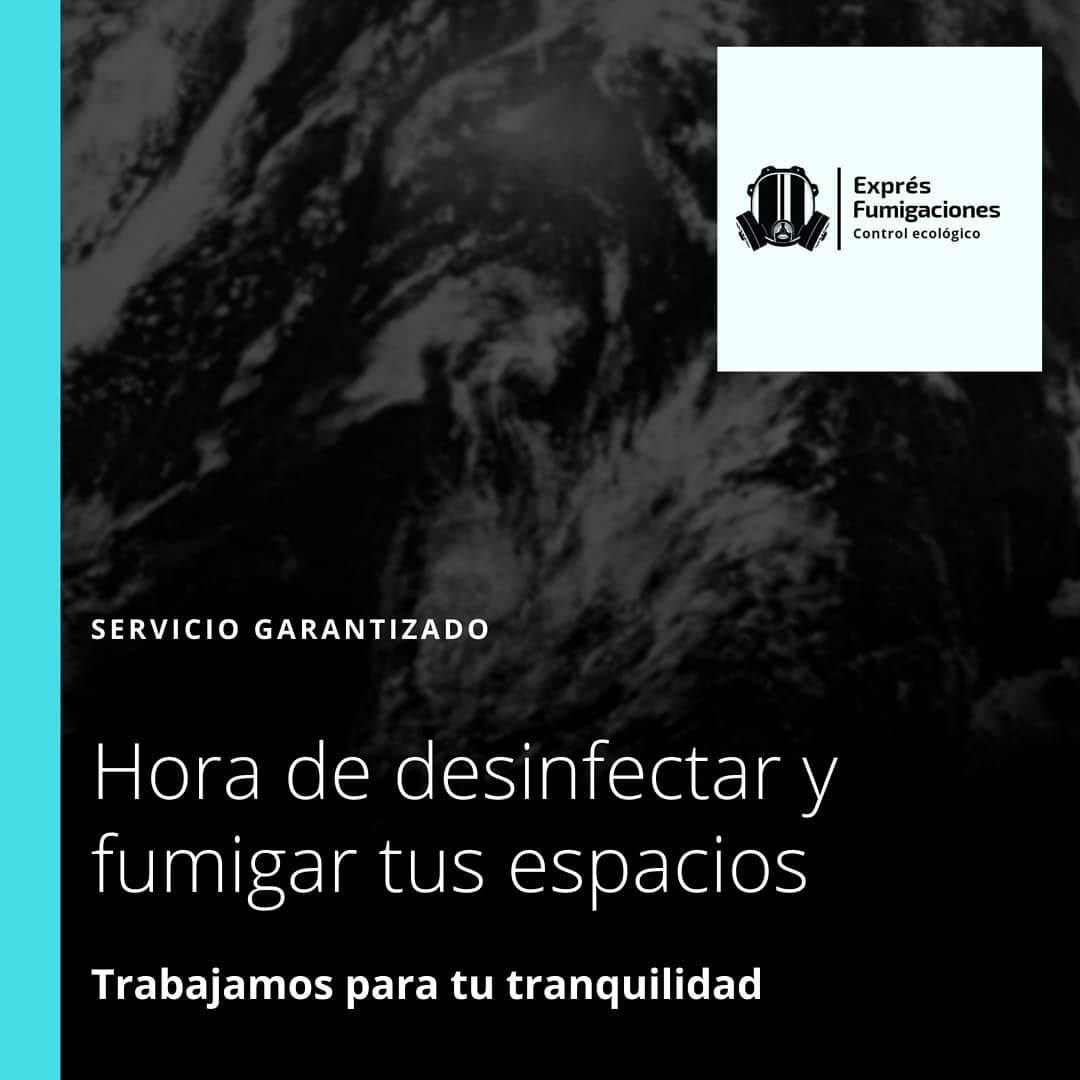 Exprés
Fumigaciones
Control ecológico
SERVICIO GARANTIZADO
Hora de desinfectar y
fumigar tus espacios
Trabajamos para tu tranquilidad